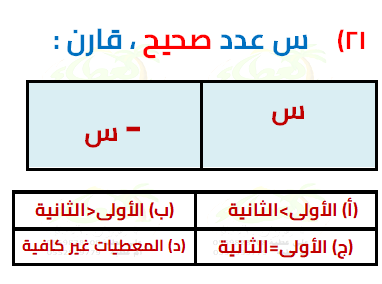 ٢١) س عدد صحيح ، قارن :
س
- س
(أ) الأولى>الثانية
(ب) الأولى<الثانية
(ج) الأولى=الثانية
(د) المعطيات غير كافية